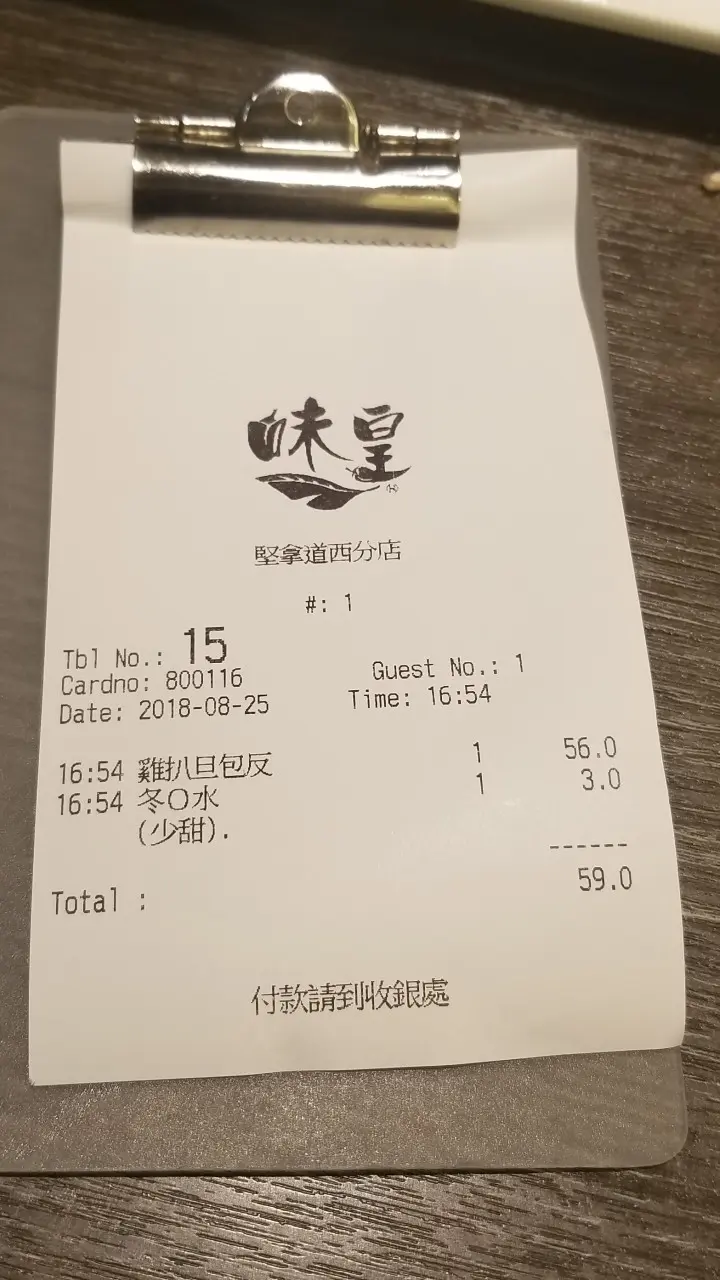 味皇
堅拿道西分店
#: 1
Tbl No.: 15
Cardno: 800116 Guest No.: 1
Date: 2018-08-25 Time: 16:54
16:54 雞扒旦包反 1 56.0
16:54 冬〇水 1 3.0
(少甜).
------
Total : 59.0
付款請到收銀處